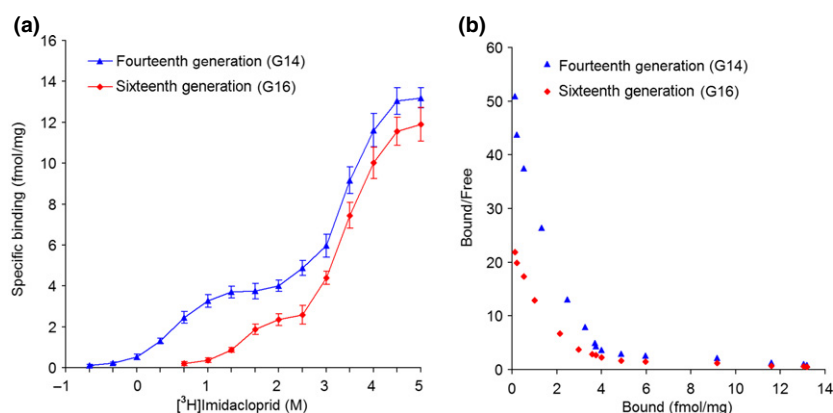 (a)
Fourteenth generation (G14)
Sixteenth generation (G16)
16
14
12
10
8
6
4
2
0
Specific binding (fmol/mg)
−1 0 1 2 3 4 5
[³H]Imidacloprid (M)
(b)
Fourteenth generation (G14)
Sixteenth generation (G16)
60
50
40
30
20
10
0
Bound/Free
0 2 4 6 8 10 12 14
Bound (fmol/mg)